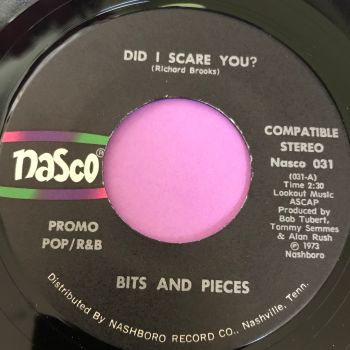 DID I SCARE YOU?
(Richard Brooks)
nasco®
PROMO
POP/R&B
COMPATIBLE
STEREO
Nasco 031
(031-A)
Time 2:30
Lookout Music
ASCAP
Produced by
Bob Tubert,
Tommy Semmes
& Alan Rush
℗ 1973
Nashboro
BITS AND PIECES
Distributed By NASHBORO RECORD CO., Nashville, Tenn.